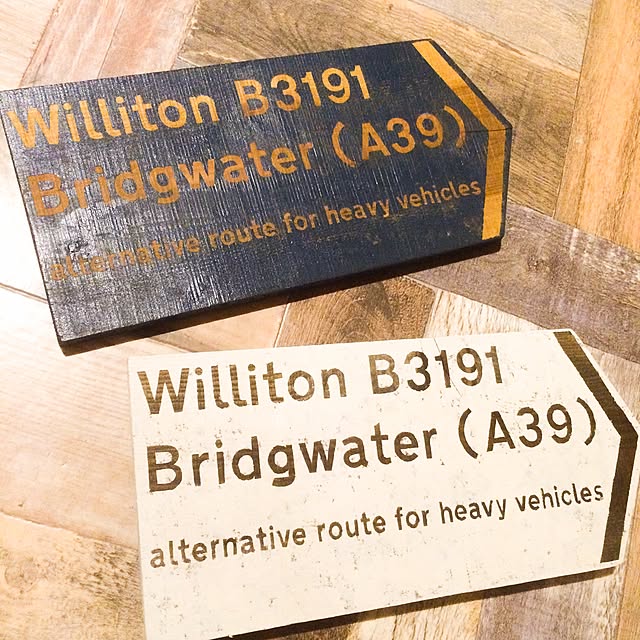 Williton B3191
Bridgwater (A39)
alternative route for heavy vehicles
Williton B3191
Bridgwater (A39)
alternative route for heavy vehicles